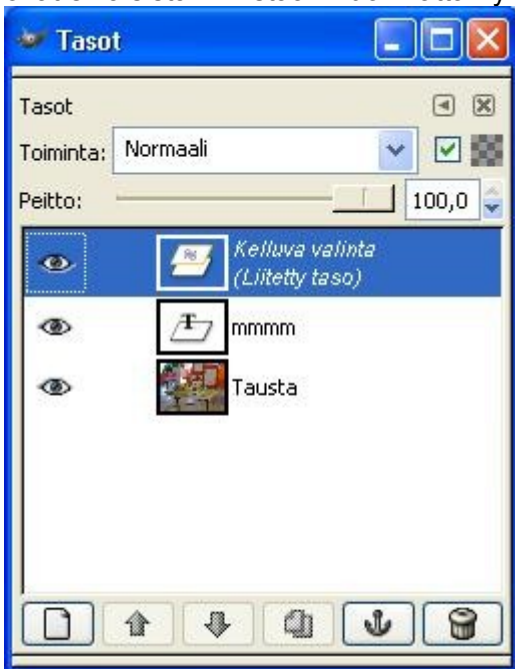 Tasot
Tasot
Toiminta: Normaali
Peitto: 100,0
Kelluva valinta
(Liitetty taso)
mmmm
Tausta